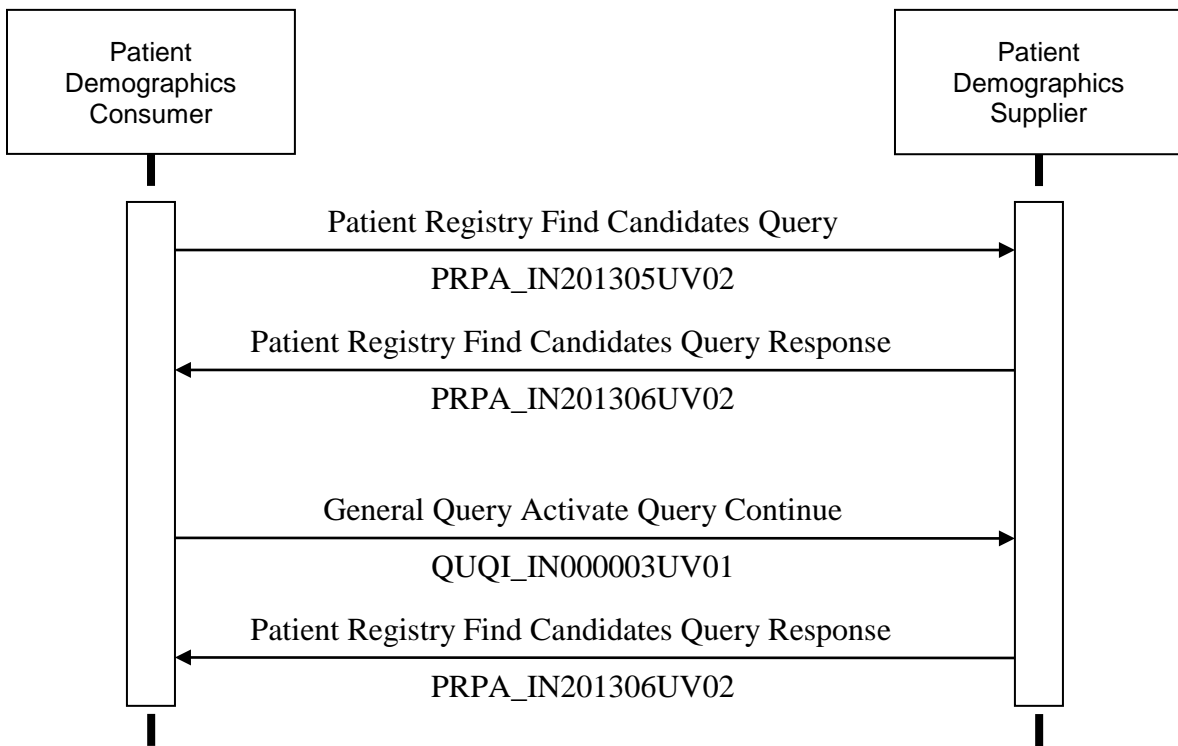 Patient
Demographics
Consumer
Patient
Demographics
Supplier
Patient Registry Find Candidates Query
PRPA_IN201305UV02
Patient Registry Find Candidates Query Response
PRPA_IN201306UV02
General Query Activate Query Continue
QUQI_IN000003UV01
Patient Registry Find Candidates Query Response
PRPA_IN201306UV02